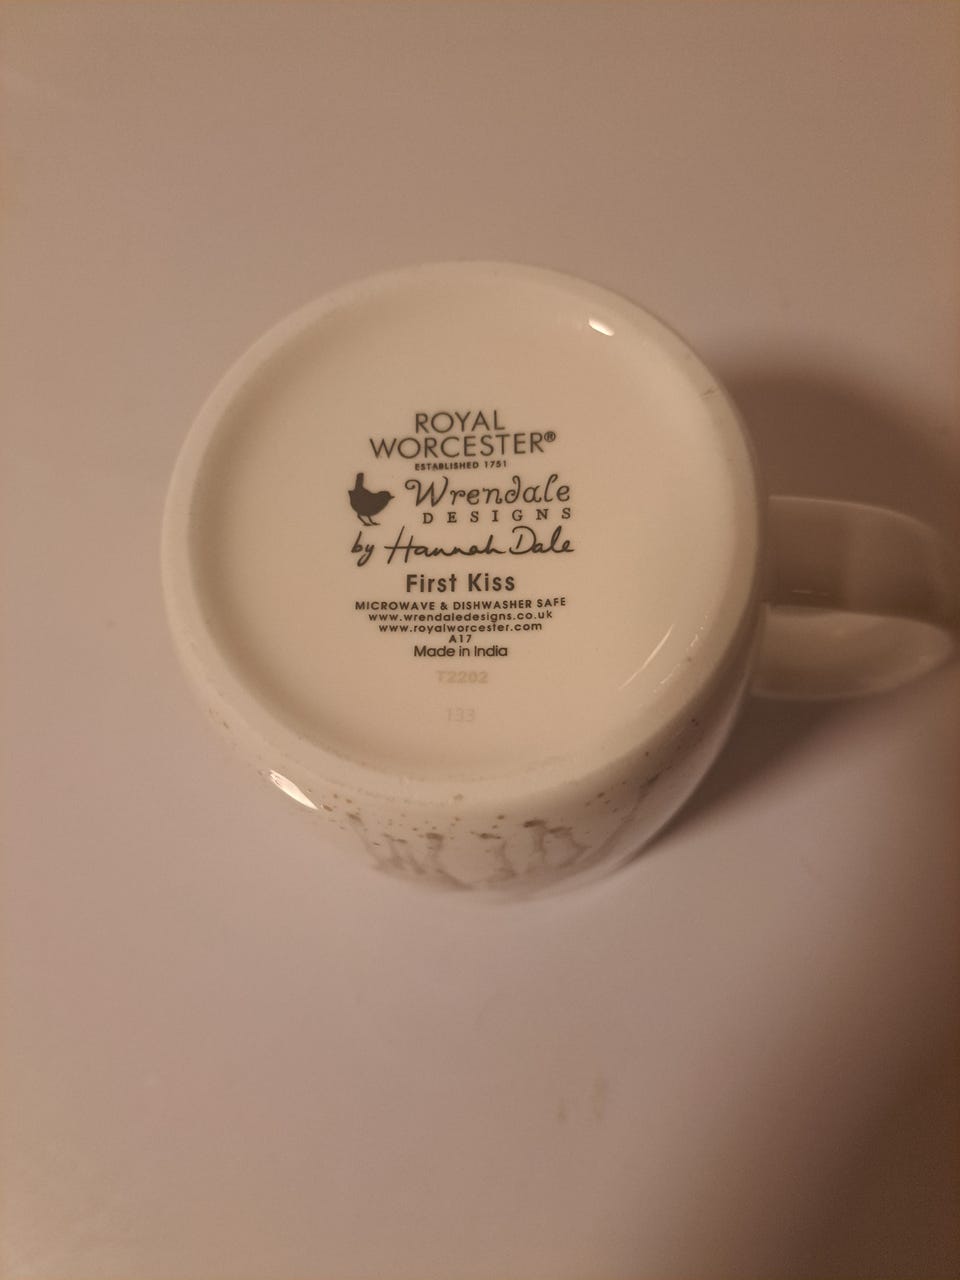 ROYAL
WORCESTER®
ESTABLISHED 1751
Wrendale
DESIGNS
by Hannah Dale
First Kiss
MICROWAVE & DISHWASHER SAFE
www.wrendaledesigns.co.uk
www.royalworcester.com
A17
Made in India
T2202
133